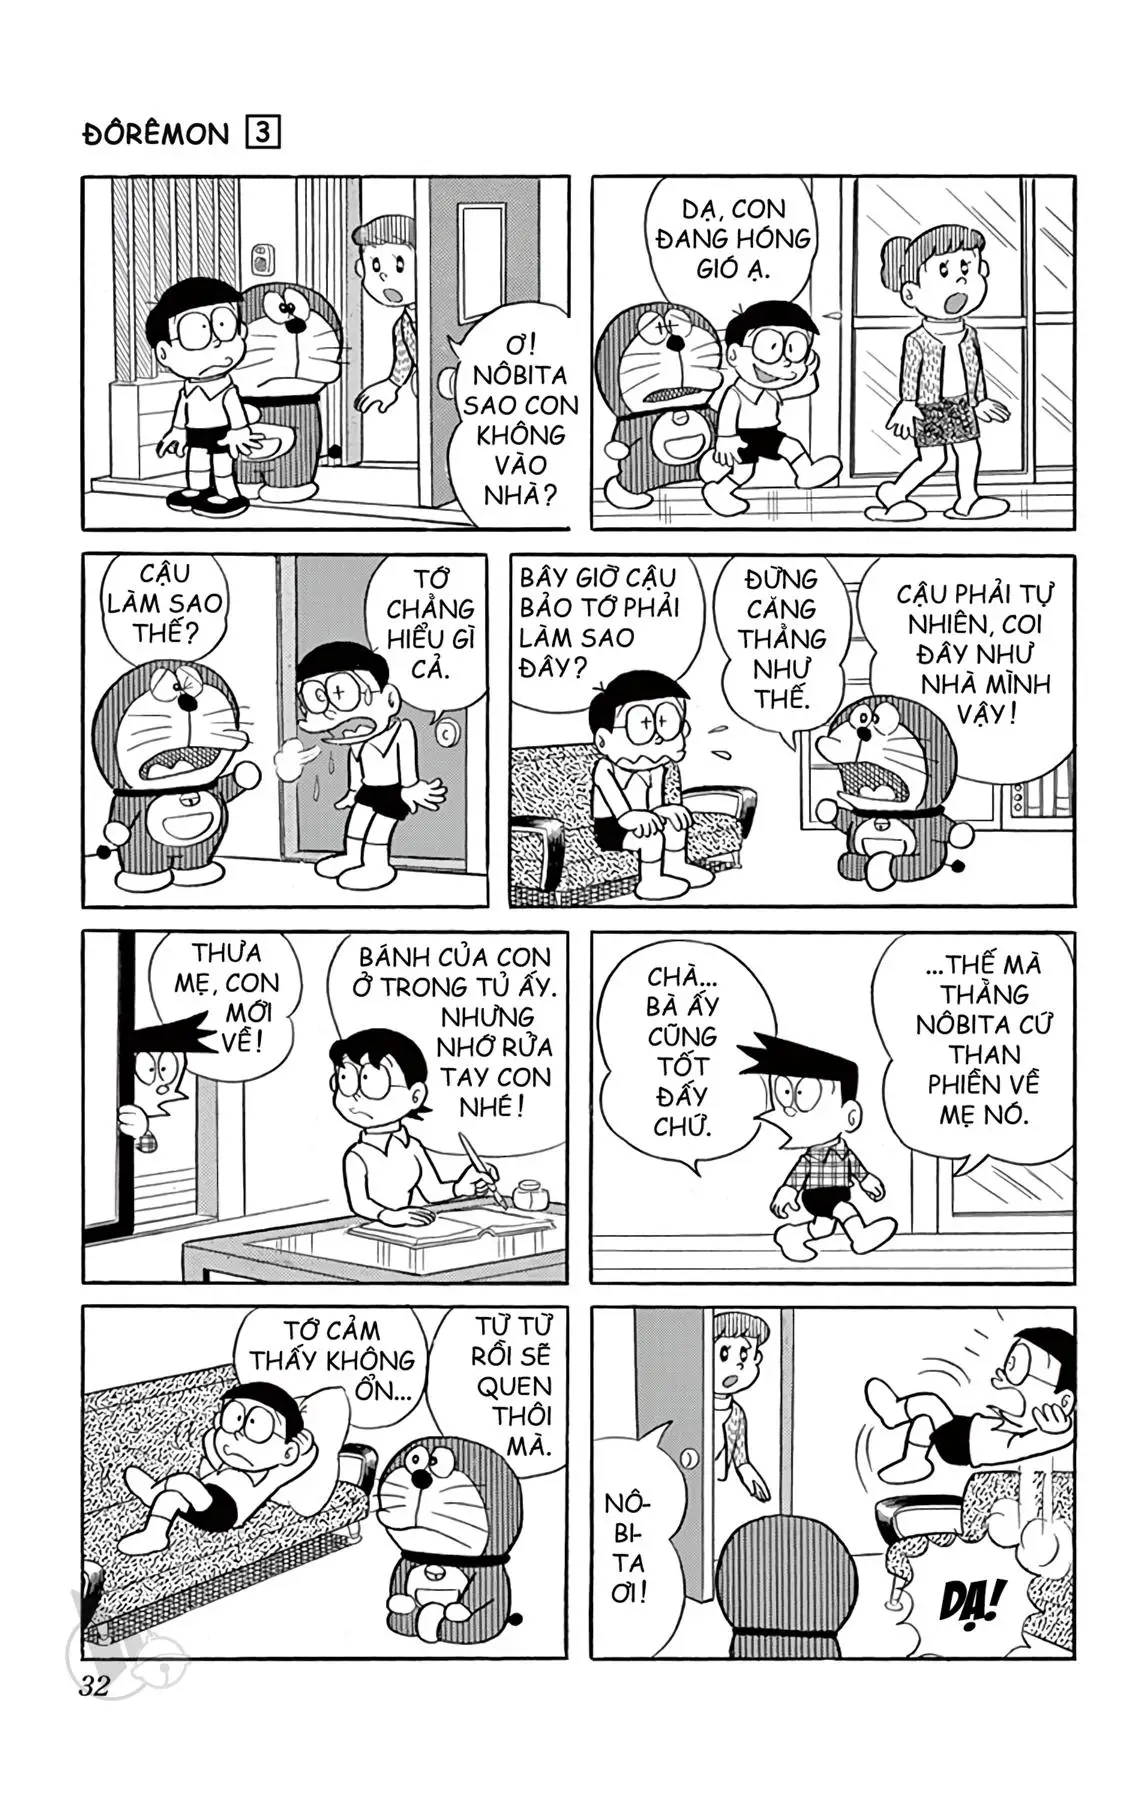 ĐÔRÊMON 3
Ơ!
NÔBITA
SAO CON
KHÔNG
VÀO
NHÀ?
DẠ, CON
ĐANG HÓNG
GIÓ Ạ.
CẬU
LÀM SAO
THẾ?
TỚ
CHẲNG
HIỂU GÌ
CẢ.
BÂY GIỜ CẬU
BẢO TỚ PHẢI
LÀM SAO
ĐÂY?
ĐỪNG
CĂNG
THẲNG
NHƯ
THẾ.
CẬU PHẢI TỰ
NHIÊN, COI
ĐÂY NHƯ
NHÀ MÌNH
VẬY!
THƯA
MẸ, CON
MỚI
VỀ!
BÁNH CỦA CON
Ở TRONG TỦ ẤY.
NHƯNG
NHỚ RỬA
TAY CON
NHÉ!
CHÀ...
BÀ ẤY
CŨNG
TỐT
ĐẤY
CHỨ.
...THẾ MÀ
THẰNG
NÔBITA CỨ
THAN
PHIỀN VỀ
MẸ NÓ.
TỚ CẢM
THẤY KHÔNG
ỔN...
TỪ TỪ
RỒI SẼ
QUEN
THÔI
MÀ.
NÔ-
BI-
TA
ƠI!
DẠ!
32